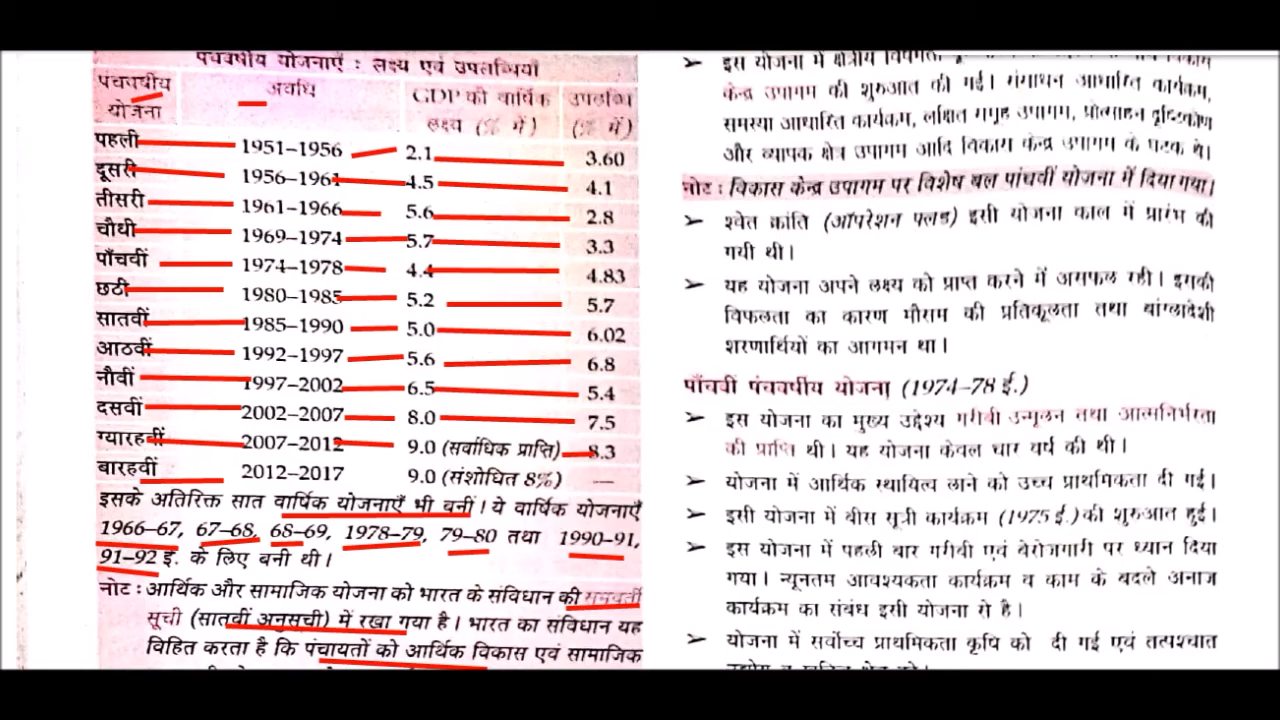 पंचवर्षीय योजनाएँ : लक्ष्य एवं उपलब्धियाँ
पंचवर्षीय योजना अवधि GDP की वार्षिक लक्ष्य (% में) उपलब्धि (% में)
पहली 1951–1956 2.1 3.60
दूसरी 1956–1961 4.5 4.1
तीसरी 1961–1966 5.6 2.8
चौथी 1969–1974 5.7 3.3
पाँचवीं 1974–1978 4.4 4.83
छठी 1980–1985 5.2 5.7
सातवीं 1985–1990 5.0 6.02
आठवीं 1992–1997 5.6 6.8
नौवीं 1997–2002 6.5 5.4
दसवीं 2002–2007 8.0 7.5
ग्यारहवीं 2007–2012 9.0 (सर्वाधिक प्राप्ति) 8.3
बारहवीं 2012–2017 9.0 (संशोधित 8%) —
इसके अतिरिक्त सात वार्षिक योजनाएँ भी बनीं। ये वार्षिक योजनाएँ
1966–67, 67–68, 68–69, 1978–79, 79–80 तथा 1990–91,
91–92 ई. के लिए बनी थी।
नोट : आर्थिक और सामाजिक योजना को भारत के संविधान की समवर्ती
सूची (सातवीं अनुसूची) में रखा गया है। भारत का संविधान यह
विहित करता है कि पंचायतों को आर्थिक विकास एवं सामाजिक
➢ इस योजना में क्षेत्रीय विषमता
केन्द्र उपागम की शुरुआत की गई। संसाधन आधारित कार्यक्रम,
समस्या आधारित कार्यक्रम, लक्षित समूह उपागम, प्रोत्साहन दृष्टिकोण
और व्यापक क्षेत्र उपागम आदि विकास केन्द्र उपागम के घटक थे।
नोट : विकास केन्द्र उपागम पर विशेष बल पांचवीं योजना में दिया गया।
➢ श्वेत क्रांति (ऑपरेशन फ्लड) इसी योजना काल में प्रारंभ की
गयी थी।
➢ यह योजना अपने लक्ष्य को प्राप्त करने में असफल रही। इसकी
विफलता का कारण मौसम की प्रतिकूलता तथा बांग्लादेशी
शरणार्थियों का आगमन था।
पाँचवीं पंचवर्षीय योजना (1974–78 ई.)
➢ इस योजना का मुख्य उद्देश्य गरीबी उन्मूलन तथा आत्मनिर्भरता
की प्राप्ति थी। यह योजना केवल चार वर्ष की थी।
➢ योजना में आर्थिक स्थायित्व लाने को उच्च प्राथमिकता दी गई।
➢ इसी योजना में बीस सूत्री कार्यक्रम (1975 ई.) की शुरुआत हुई।
➢ इस योजना में पहली बार गरीबी एवं बेरोजगारी पर ध्यान दिया
गया। न्यूनतम आवश्यकता कार्यक्रम व काम के बदले अनाज
कार्यक्रम का संबंध इसी योजना से है।
➢ योजना में सर्वोच्च प्राथमिकता कृषि को दी गई एवं तत्पश्चात